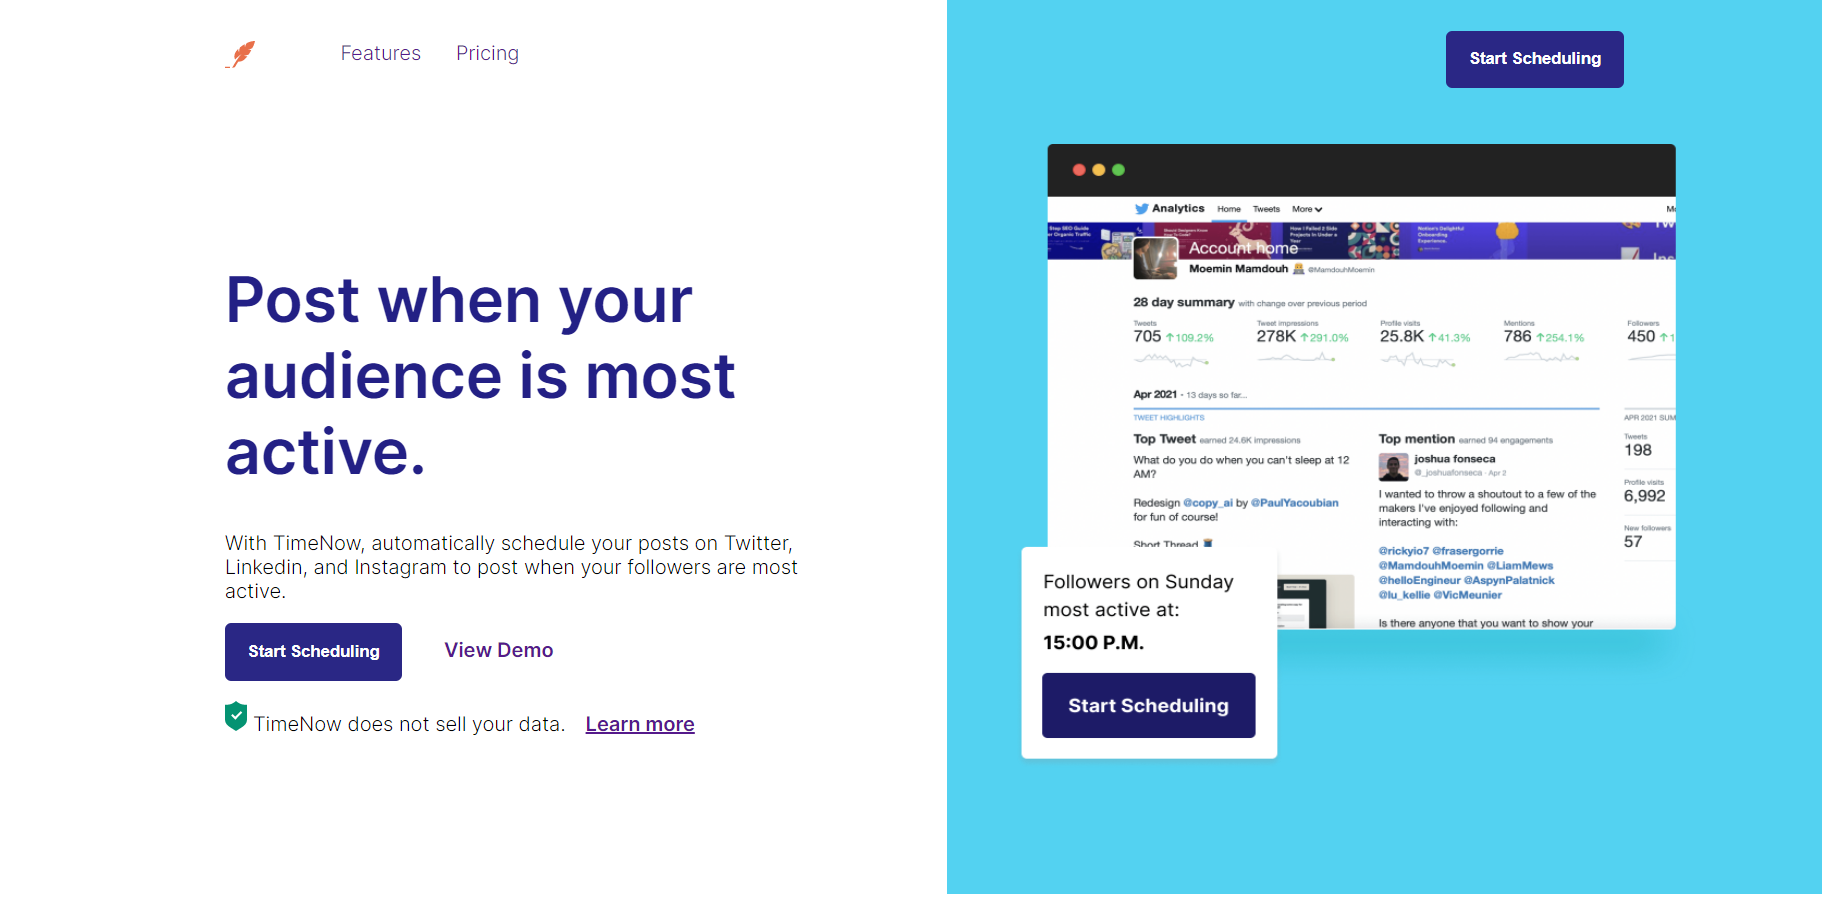 Features Pricing
Start Scheduling
Post when your
audience is most
active.
With TimeNow, automatically schedule your posts on Twitter,
Linkedin, and Instagram to post when your followers are most
active.
Start Scheduling View Demo
TimeNow does not sell your data. Learn more
Analytics Home Tweets More
Account home
Moemin Mamdouh @MamdouhMoemin
28 day summary with change over previous period
Tweets
705 109.2%
Tweet impressions
278K 291.0%
Profile visits
25.8K 41.3%
Mentions
786 254.1%
Followers
450
Apr 2021 • 13 days so far...
TWEET HIGHLIGHTS
Top Tweet earned 24.6K impressions
What do you do when you can't sleep at 12
AM?
Redesign @copy_ai by @PaulYacoubian
for fun of course!
Short Thread
Top mention earned 94 engagements
joshua fonseca
@_joshuafonseca · Apr 2
I wanted to throw a shoutout to a few of the
makers I've enjoyed following and
interacting with:
@rickyio7 @frasergorrie
@MamdouhMoemin @LiamMews
@helloEngineur @AspynPalatnick
@lu_kellie @VicMeunier
Is there anyone that you want to show your
APR 2021 SUM
Tweets
198
Profile visits
6,992
New followers
57
Followers on Sunday
most active at:
15:00 P.M.
Start Scheduling